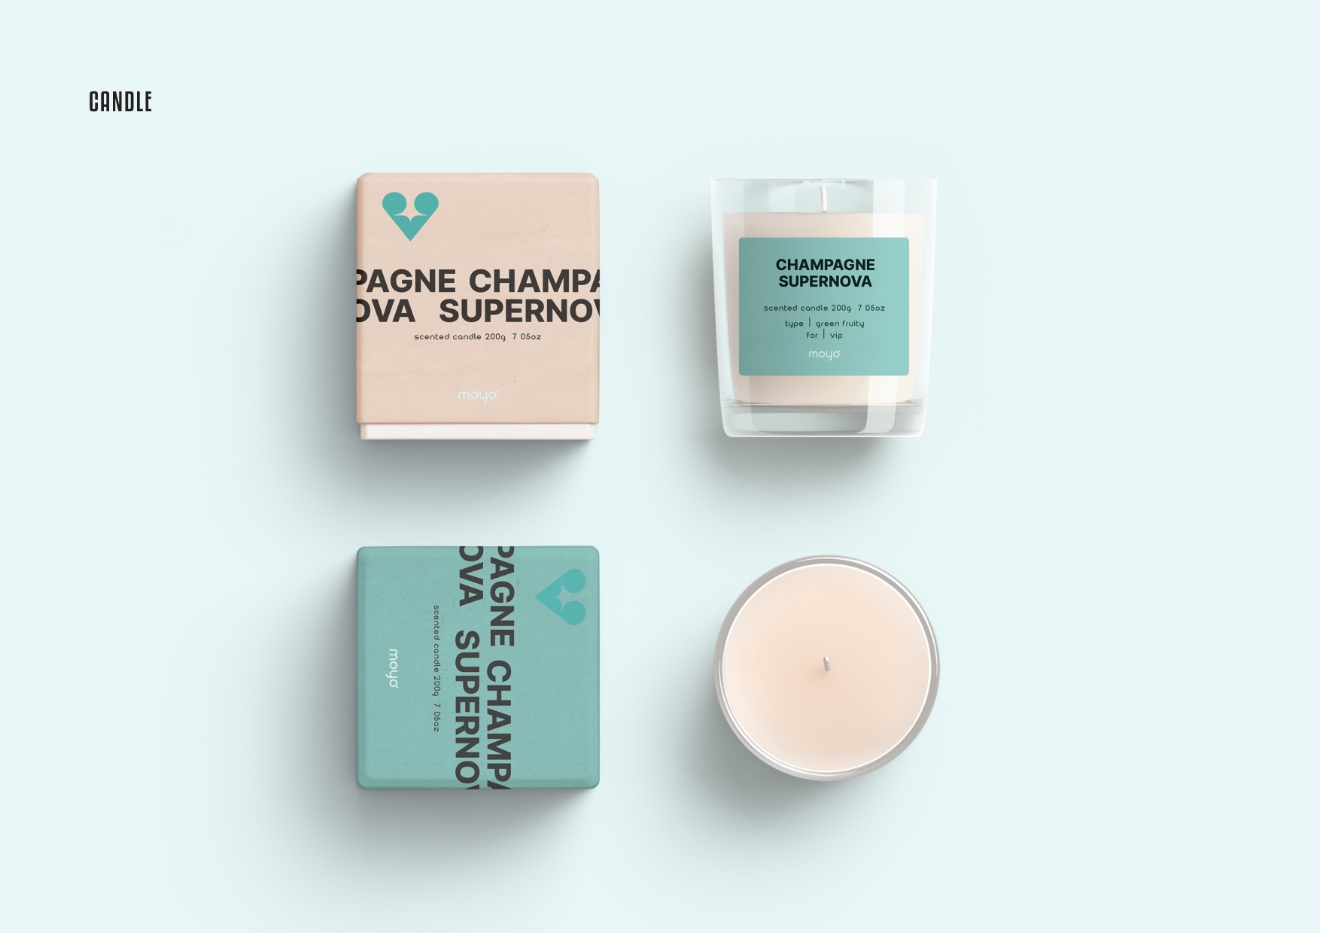 CANDLE
PAGNE CHAMPA
OVA SUPERNOV
scented candle 200g 7 05oz
moyo
CHAMPAGNE
SUPERNOVA
scented candle 200g 7 05oz
type | green fruity
for | vip
moyo
PAGNE CHAMPA
OVA SUPERNOV
scented candle 200g 7 05oz
moyo